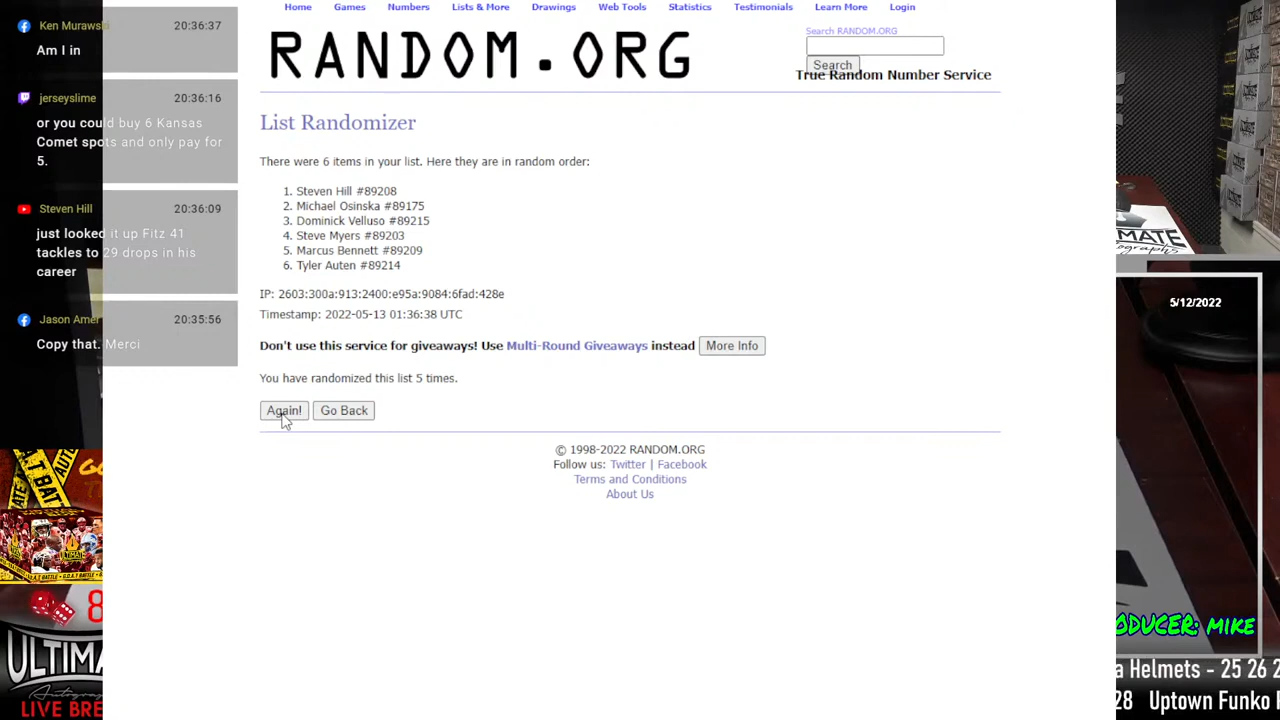 Ken Murawski 20:36:37
Am I in
jerseyslime 20:36:16
or you could buy 6 Kansas
Comet spots and only pay for
5.
Steven Hill 20:36:09
just looked it up Fitz 41
tackles to 29 drops in his
career
Jason Amer 20:35:56
Copy that. Merci
Home Games Numbers Lists & More Drawings Web Tools Statistics Testimonials Learn More Login
RANDOM.ORG
Search RANDOM.ORG
Search
True Random Number Service
List Randomizer
There were 6 items in your list. Here they are in random order:
1. Steven Hill #89208
2. Michael Osinska #89175
3. Dominick Velluso #89215
4. Steve Myers #89203
5. Marcus Bennett #89209
6. Tyler Auten #89214
IP: 2603:300a:913:2400:e95a:9084:6fad:428e
Timestamp: 2022-05-13 01:36:38 UTC
Don't use this service for giveaways! Use Multi-Round Giveaways instead More Info
You have randomized this list 5 times.
Again! Go Back
© 1998-2022 RANDOM.ORG
Follow us: Twitter | Facebook
Terms and Conditions
About Us
5/12/2022
ODUCER: MIKE
a Helmets - 25 26 2
28 Uptown Funko
8
ULTIMA
Autograph
LIVE BRE